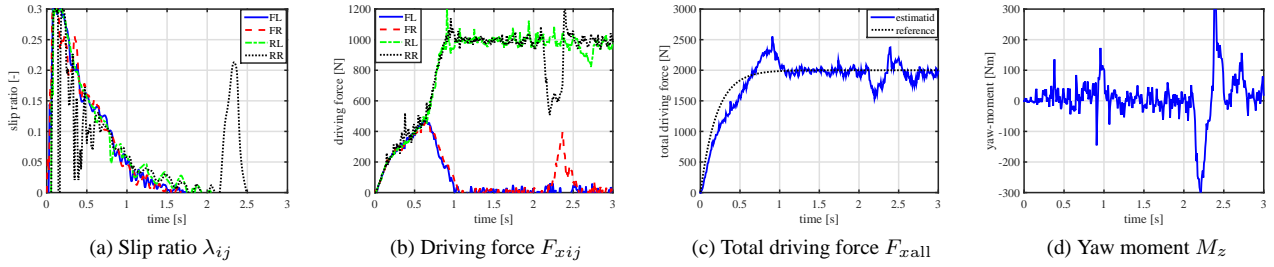 0.3
0.25
0.2
0.15
0.1
0.05
0
slip ratio [-]
FL
FR
RL
RR
0 0.5 1 1.5 2 2.5 3
time [s]
(a) Slip ratio λij
1200
1000
800
600
400
200
0
driving force [N]
FL
FR
RL
RR
0 0.5 1 1.5 2 2.5 3
time [s]
(b) Driving force Fxij
3000
2500
2000
1500
1000
500
0
total driving force [N]
estimatid
reference
0 0.5 1 1.5 2 2.5 3
time [s]
(c) Total driving force Fxall
300
200
100
0
-100
-200
-300
yaw-moment [Nm]
0 0.5 1 1.5 2 2.5 3
time [s]
(d) Yaw moment Mz